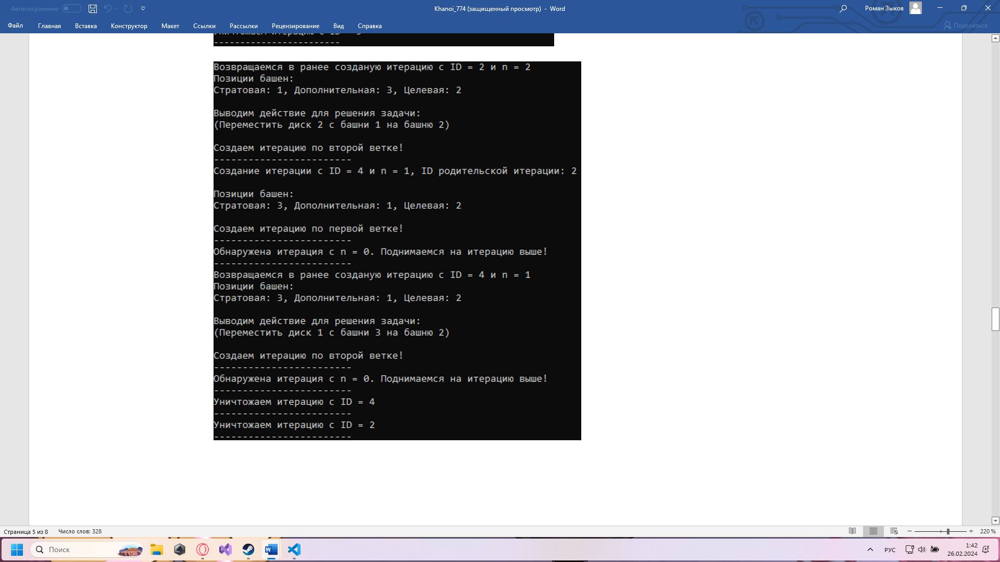 Автосохранение
Khanoi_774 (защищенный просмотр) - Word
Роман Зыков
Файл Главная Вставка Конструктор Макет Ссылки Рассылки Рецензирование Вид Справка
Поделиться
------------------------
Возвращаемся в ранее созданую итерацию с ID = 2 и n = 2
Позиции башен:
Стратовая: 1, Дополнительная: 3, Целевая: 2
Выводим действие для решения задачи:
(Переместить диск 2 с башни 1 на башню 2)
Создаем итерацию по второй ветке!
------------------------
Создание итерации с ID = 4 и n = 1, ID родительской итерации: 2
Позиции башен:
Стратовая: 3, Дополнительная: 1, Целевая: 2
Создаем итерацию по первой ветке!
------------------------
Обнаружена итерация с n = 0. Поднимаемся на итерацию выше!
------------------------
Возвращаемся в ранее созданую итерацию с ID = 4 и n = 1
Позиции башен:
Стратовая: 3, Дополнительная: 1, Целевая: 2
Выводим действие для решения задачи:
(Переместить диск 1 с башни 3 на башню 2)
Создаем итерацию по второй ветке!
------------------------
Обнаружена итерация с n = 0. Поднимаемся на итерацию выше!
------------------------
Уничтожаем итерацию с ID = 4
------------------------
Уничтожаем итерацию с ID = 2
------------------------
Страница 5 из 8 Число слов: 328
220 %
Поиск
РУС
1:42
26.02.2024